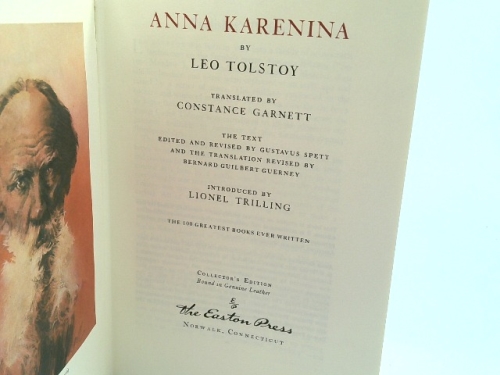 ANNA KARENINA
BY
LEO TOLSTOY
TRANSLATED BY
CONSTANCE GARNETT
THE TEXT
EDITED AND REVISED BY GUSTAVUS SPETT
AND THE TRANSLATION REVISED BY
BERNARD GUILBERT GUERNEY
INTRODUCED BY
LIONEL TRILLING
THE 100 GREATEST BOOKS EVER WRITTEN
COLLECTOR'S EDITION
Bound in Genuine Leather
The Easton Press
NORWALK, CONNECTICUT